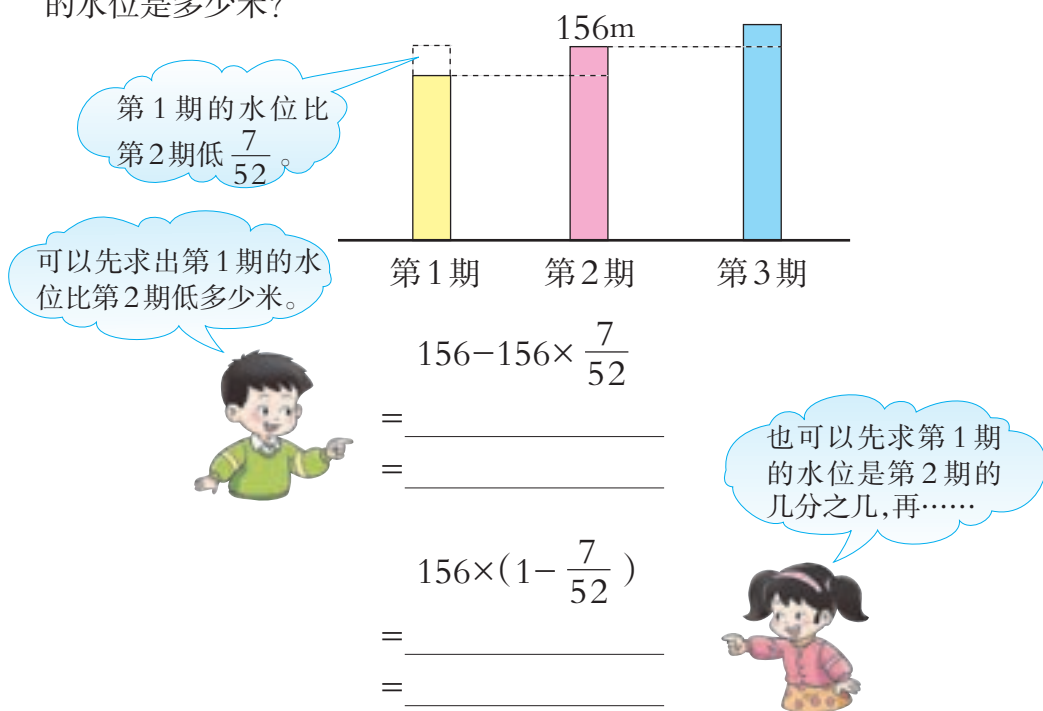 的水位是多少米?
156m
第1期的水位比
第2期低 7/52 。
第1期 第2期 第3期
可以先求出第1期的水
位比第2期低多少米。
156−156× 7/52
=
=
也可以先求第1期
的水位是第2期的
几分之几,再……
156×(1− 7/52 )
=
=